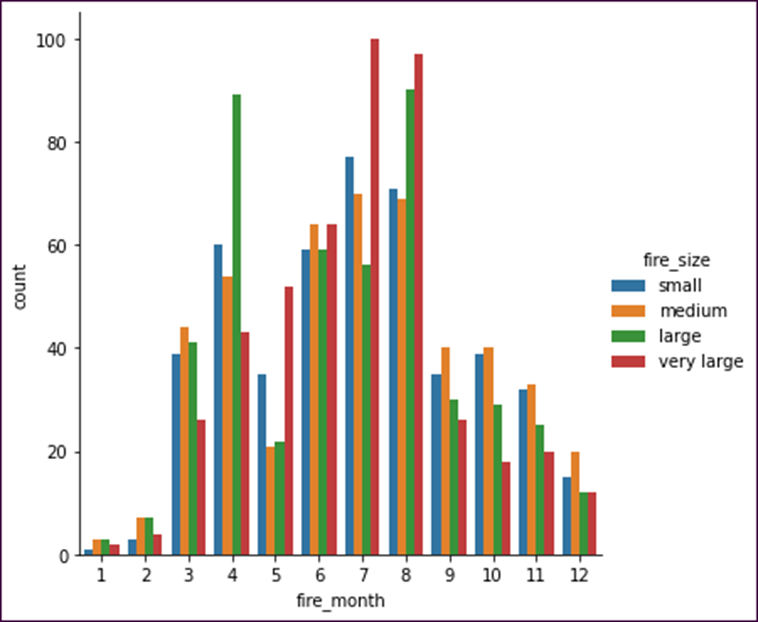 100
80
60
40
20
0
count
1 2 3 4 5 6 7 8 9 10 11 12
fire_month
fire_size
small
medium
large
very large